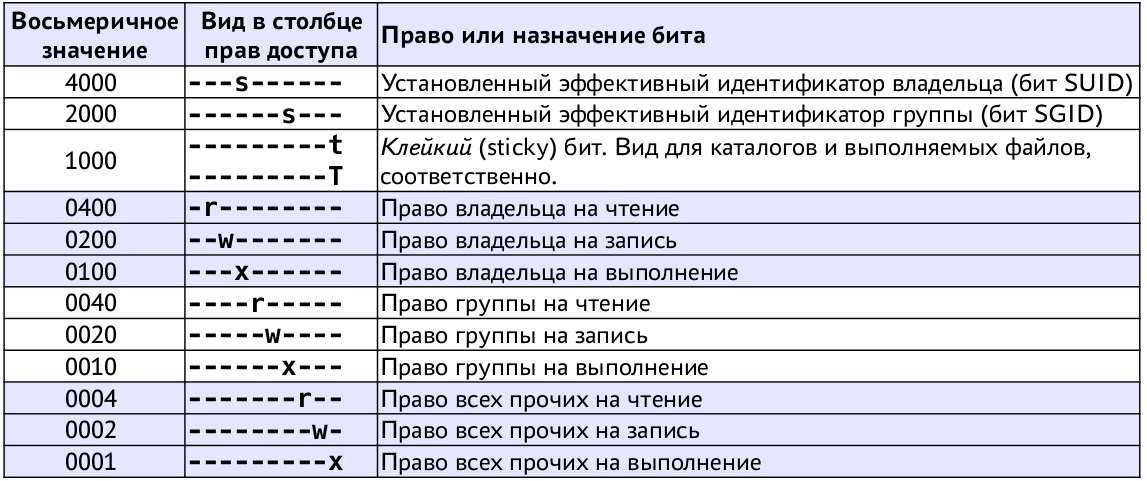 Восьмеричное значение | Вид в столбце прав доступа | Право или назначение бита
4000 | ---s------ | Установленный эффективный идентификатор владельца (бит SUID)
2000 | ------s--- | Установленный эффективный идентификатор группы (бит SGID)
1000 | ---------t | Клейкий (sticky) бит. Вид для каталогов и выполняемых файлов,
---------T | соответственно.
0400 | -r-------- | Право владельца на чтение
0200 | --w------- | Право владельца на запись
0100 | ---x------ | Право владельца на выполнение
0040 | ----r----- | Право группы на чтение
0020 | -----w---- | Право группы на запись
0010 | ------x--- | Право группы на выполнение
0004 | -------r-- | Право всех прочих на чтение
0002 | --------w- | Право всех прочих на запись
0001 | ---------x | Право всех прочих на выполнение